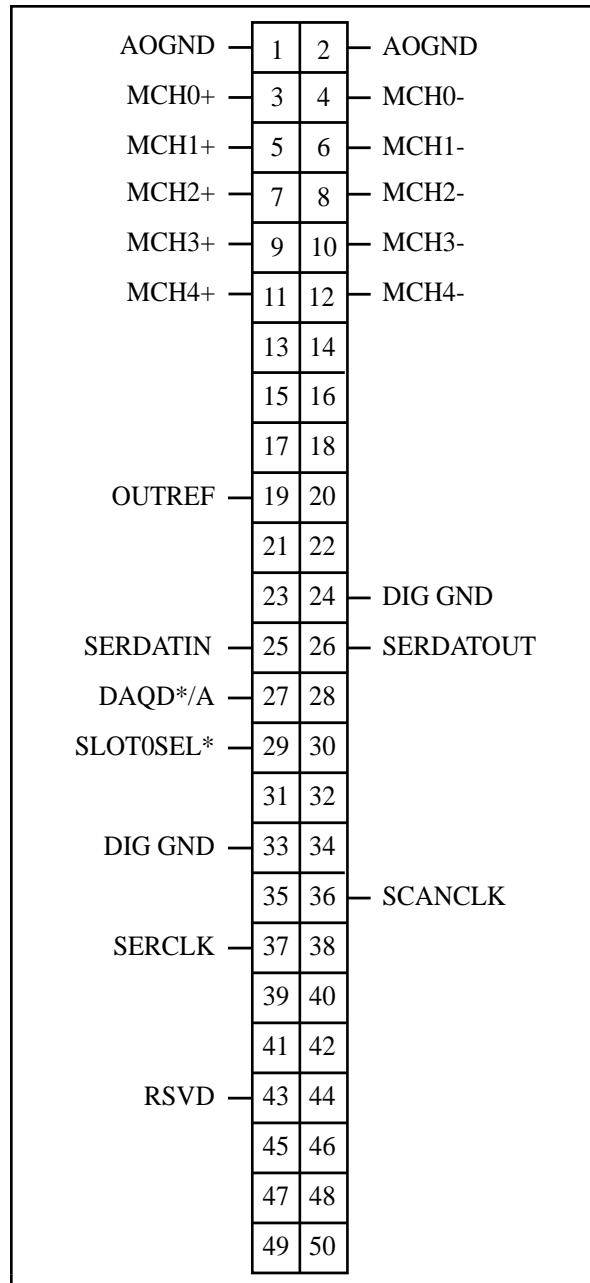 AOGND 1 2 AOGND
MCH0+ 3 4 MCH0-
MCH1+ 5 6 MCH1-
MCH2+ 7 8 MCH2-
MCH3+ 9 10 MCH3-
MCH4+ 11 12 MCH4-
13 14
15 16
17 18
OUTREF 19 20
21 22
23 24 DIG GND
SERDATIN 25 26 SERDATOUT
DAQD*/A 27 28
SLOT0SEL* 29 30
31 32
DIG GND 33 34
35 36 SCANCLK
SERCLK 37 38
39 40
41 42
RSVD 43 44
45 46
47 48
49 50